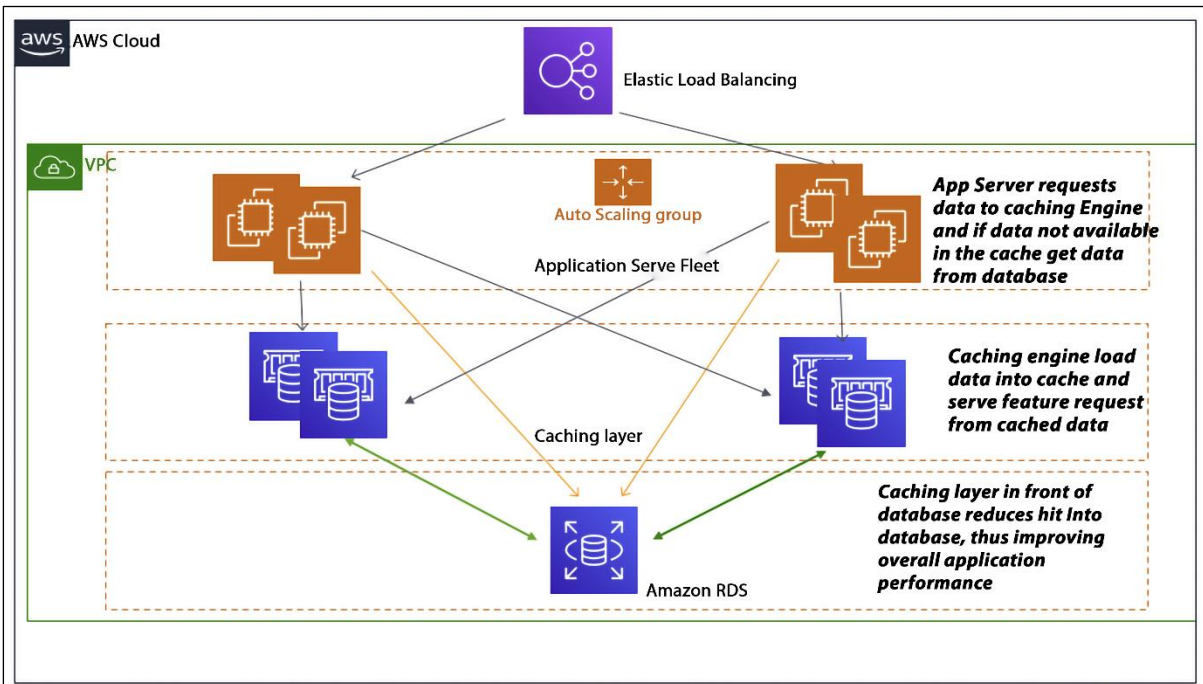 aws
AWS Cloud
Elastic Load Balancing
VPC
Auto Scaling group
App Server requests
data to caching Engine
and if data not available
in the cache get data
from database
Application Serve Fleet
Caching engine load
data into cache and
serve feature request
from cached data
Caching layer
Caching layer in front of
database reduces hit Into
database, thus improving
overall application
performance
Amazon RDS